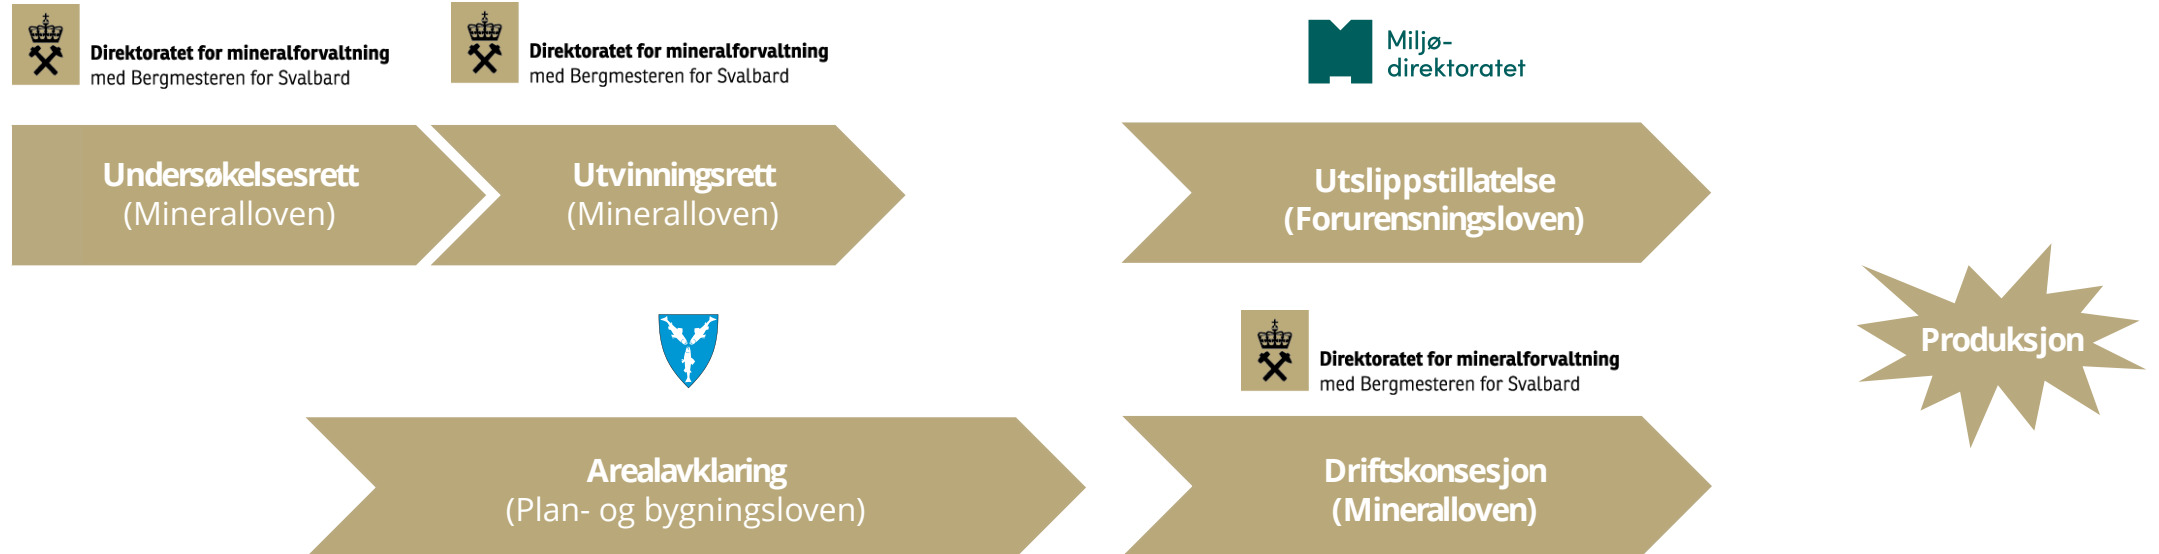 Direktoratet for mineralforvaltning
med Bergmesteren for Svalbard
Direktoratet for mineralforvaltning
med Bergmesteren for Svalbard
Miljø-
direktoratet
Undersøkelsesrett
(Mineralloven)
Utvinningsrett
(Mineralloven)
Utslippstillatelse
(Forurensningsloven)
Produksjon
Direktoratet for mineralforvaltning
med Bergmesteren for Svalbard
Arealavklaring
(Plan- og bygningsloven)
Driftskonsesjon
(Mineralloven)